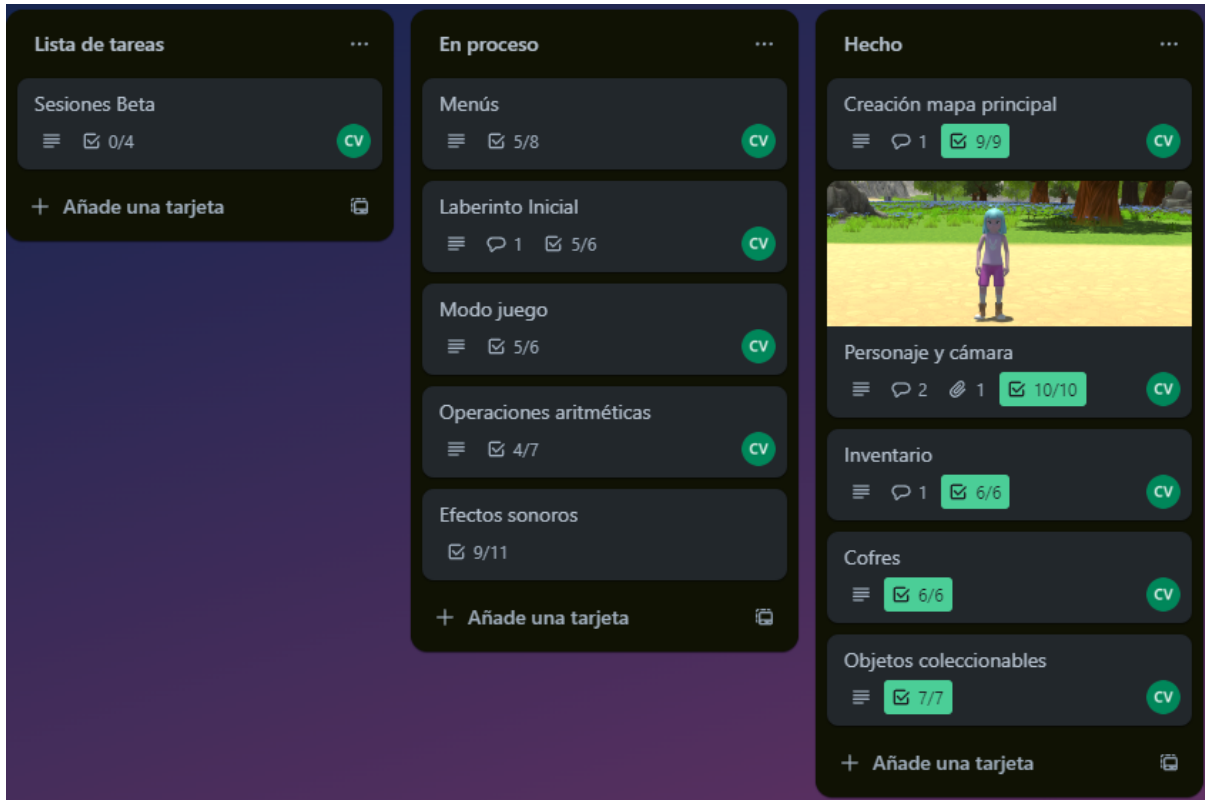 Lista de tareas
Sesiones Beta
0/4 CV
Añade una tarjeta
En proceso
Menús
5/8 CV
Laberinto Inicial
1 5/6 CV
Modo juego
5/6 CV
Operaciones aritméticas
4/7 CV
Efectos sonoros
9/11
Añade una tarjeta
Hecho
Creación mapa principal
1 9/9 CV
Personaje y cámara
2 1 10/10 CV
Inventario
1 6/6 CV
Cofres
6/6 CV
Objetos coleccionables
7/7 CV
Añade una tarjeta